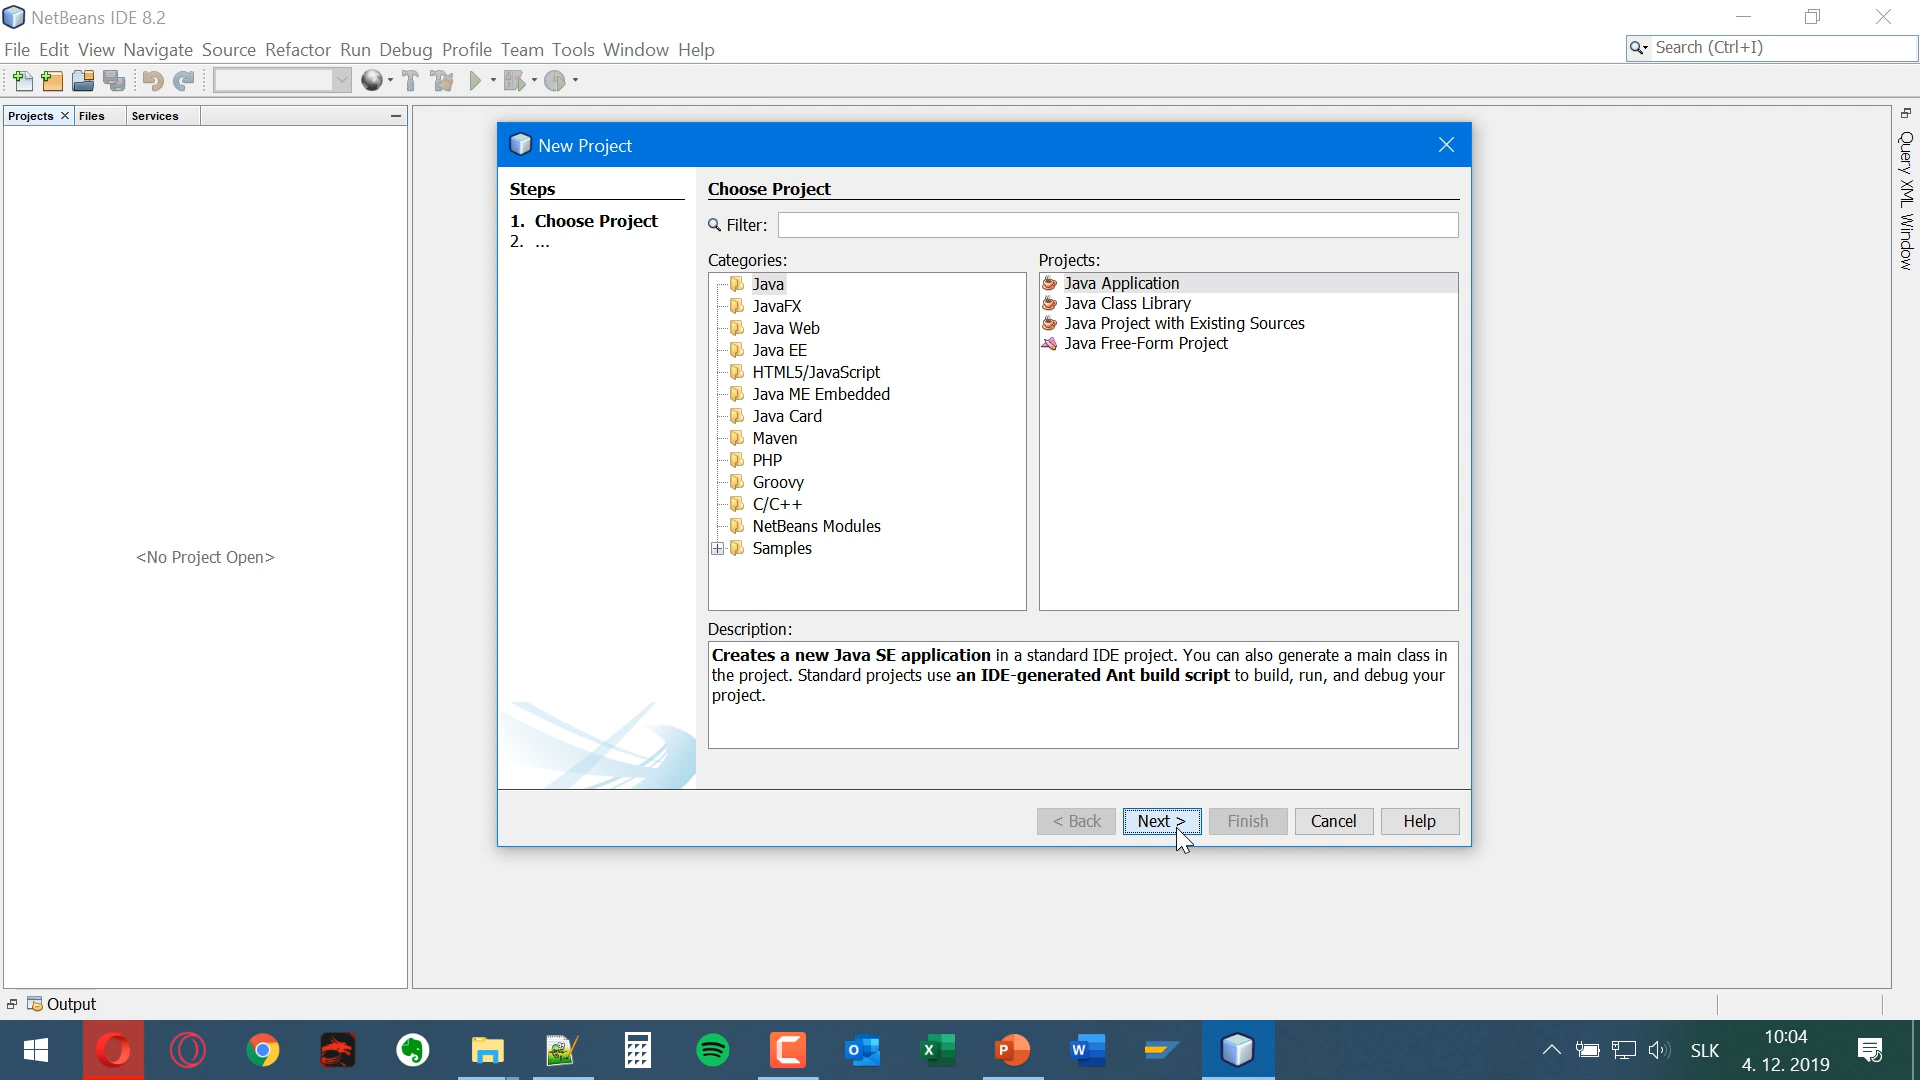 NetBeans IDE 8.2
File Edit View Navigate Source Refactor Run Debug Profile Team Tools Window Help
Search (Ctrl+I)
Projects Files Services
<No Project Open>
Query XML Window
New Project
Steps
1. Choose Project
2. ...
Choose Project
Filter:
Categories:
Java
JavaFX
Java Web
Java EE
HTML5/JavaScript
Java ME Embedded
Java Card
Maven
PHP
Groovy
C/C++
NetBeans Modules
Samples
Projects:
Java Application
Java Class Library
Java Project with Existing Sources
Java Free-Form Project
Description:
Creates a new Java SE application in a standard IDE project. You can also generate a main class in
the project. Standard projects use an IDE-generated Ant build script to build, run, and debug your
project.
< Back Next > Finish Cancel Help
Output
SLK
10:04
4. 12. 2019